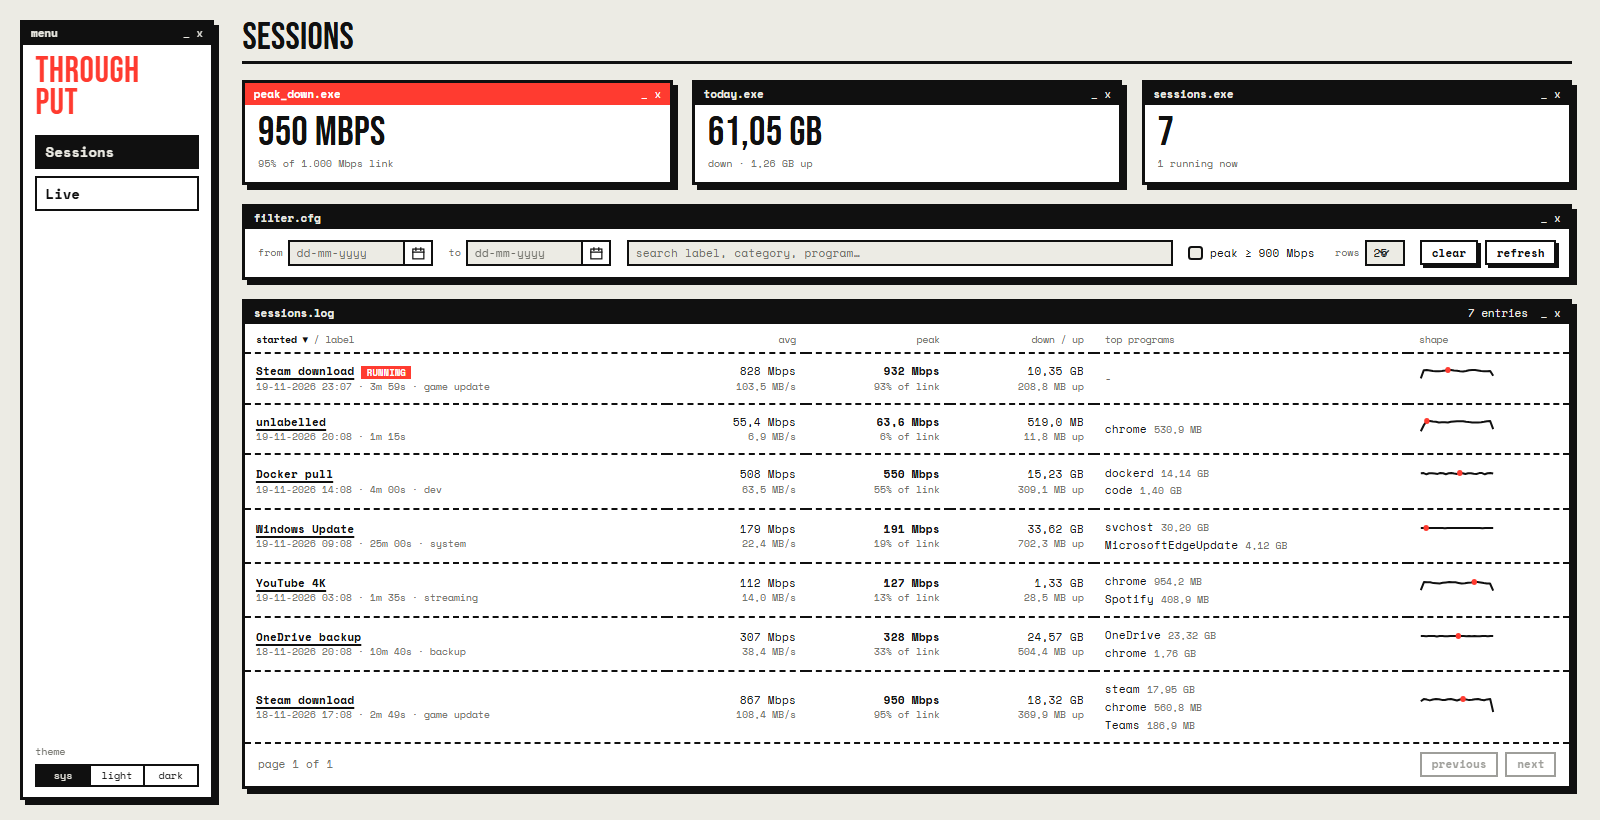 menu _ x
THROUGH
PUT
Sessions
Live
theme
sys light dark
SESSIONS
peak_down.exe _ x
950 MBPS
95% of 1.000 Mbps link
today.exe _ x
61,05 GB
down · 1,26 GB up
sessions.exe _ x
7
1 running now
filter.cfg _ x
from dd-mm-yyyy to dd-mm-yyyy search label, category, program… peak ≥ 900 Mbps rows 25 clear refresh
sessions.log 7 entries _ x
started ▼ / label avg peak down / up top programs shape
Steam download RUNNING 828 Mbps 932 Mbps 10,35 GB -
19-11-2026 23:07 · 3m 59s · game update 103,5 MB/s 93% of link 208,8 MB up
unlabelled 55,4 Mbps 63,6 Mbps 519,0 MB chrome 530,9 MB
19-11-2026 20:08 · 1m 15s 6,9 MB/s 6% of link 11,8 MB up
Docker pull 508 Mbps 550 Mbps 15,23 GB dockerd 14,14 GB
19-11-2026 14:08 · 4m 00s · dev 63,5 MB/s 55% of link 309,1 MB up code 1,40 GB
Windows Update 179 Mbps 191 Mbps 33,62 GB svchost 30,20 GB
19-11-2026 09:08 · 25m 00s · system 22,4 MB/s 19% of link 702,3 MB up MicrosoftEdgeUpdate 4,12 GB
YouTube 4K 112 Mbps 127 Mbps 1,33 GB chrome 954,2 MB
19-11-2026 03:08 · 1m 35s · streaming 14,0 MB/s 13% of link 28,5 MB up Spotify 408,9 MB
OneDrive backup 307 Mbps 328 Mbps 24,57 GB OneDrive 23,32 GB
18-11-2026 20:08 · 10m 40s · backup 38,4 MB/s 33% of link 504,4 MB up chrome 1,76 GB
steam 17,95 GB
Steam download 867 Mbps 950 Mbps 18,32 GB chrome 560,8 MB
18-11-2026 17:08 · 2m 49s · game update 108,4 MB/s 95% of link 369,9 MB up Teams 186,9 MB
page 1 of 1 previous next